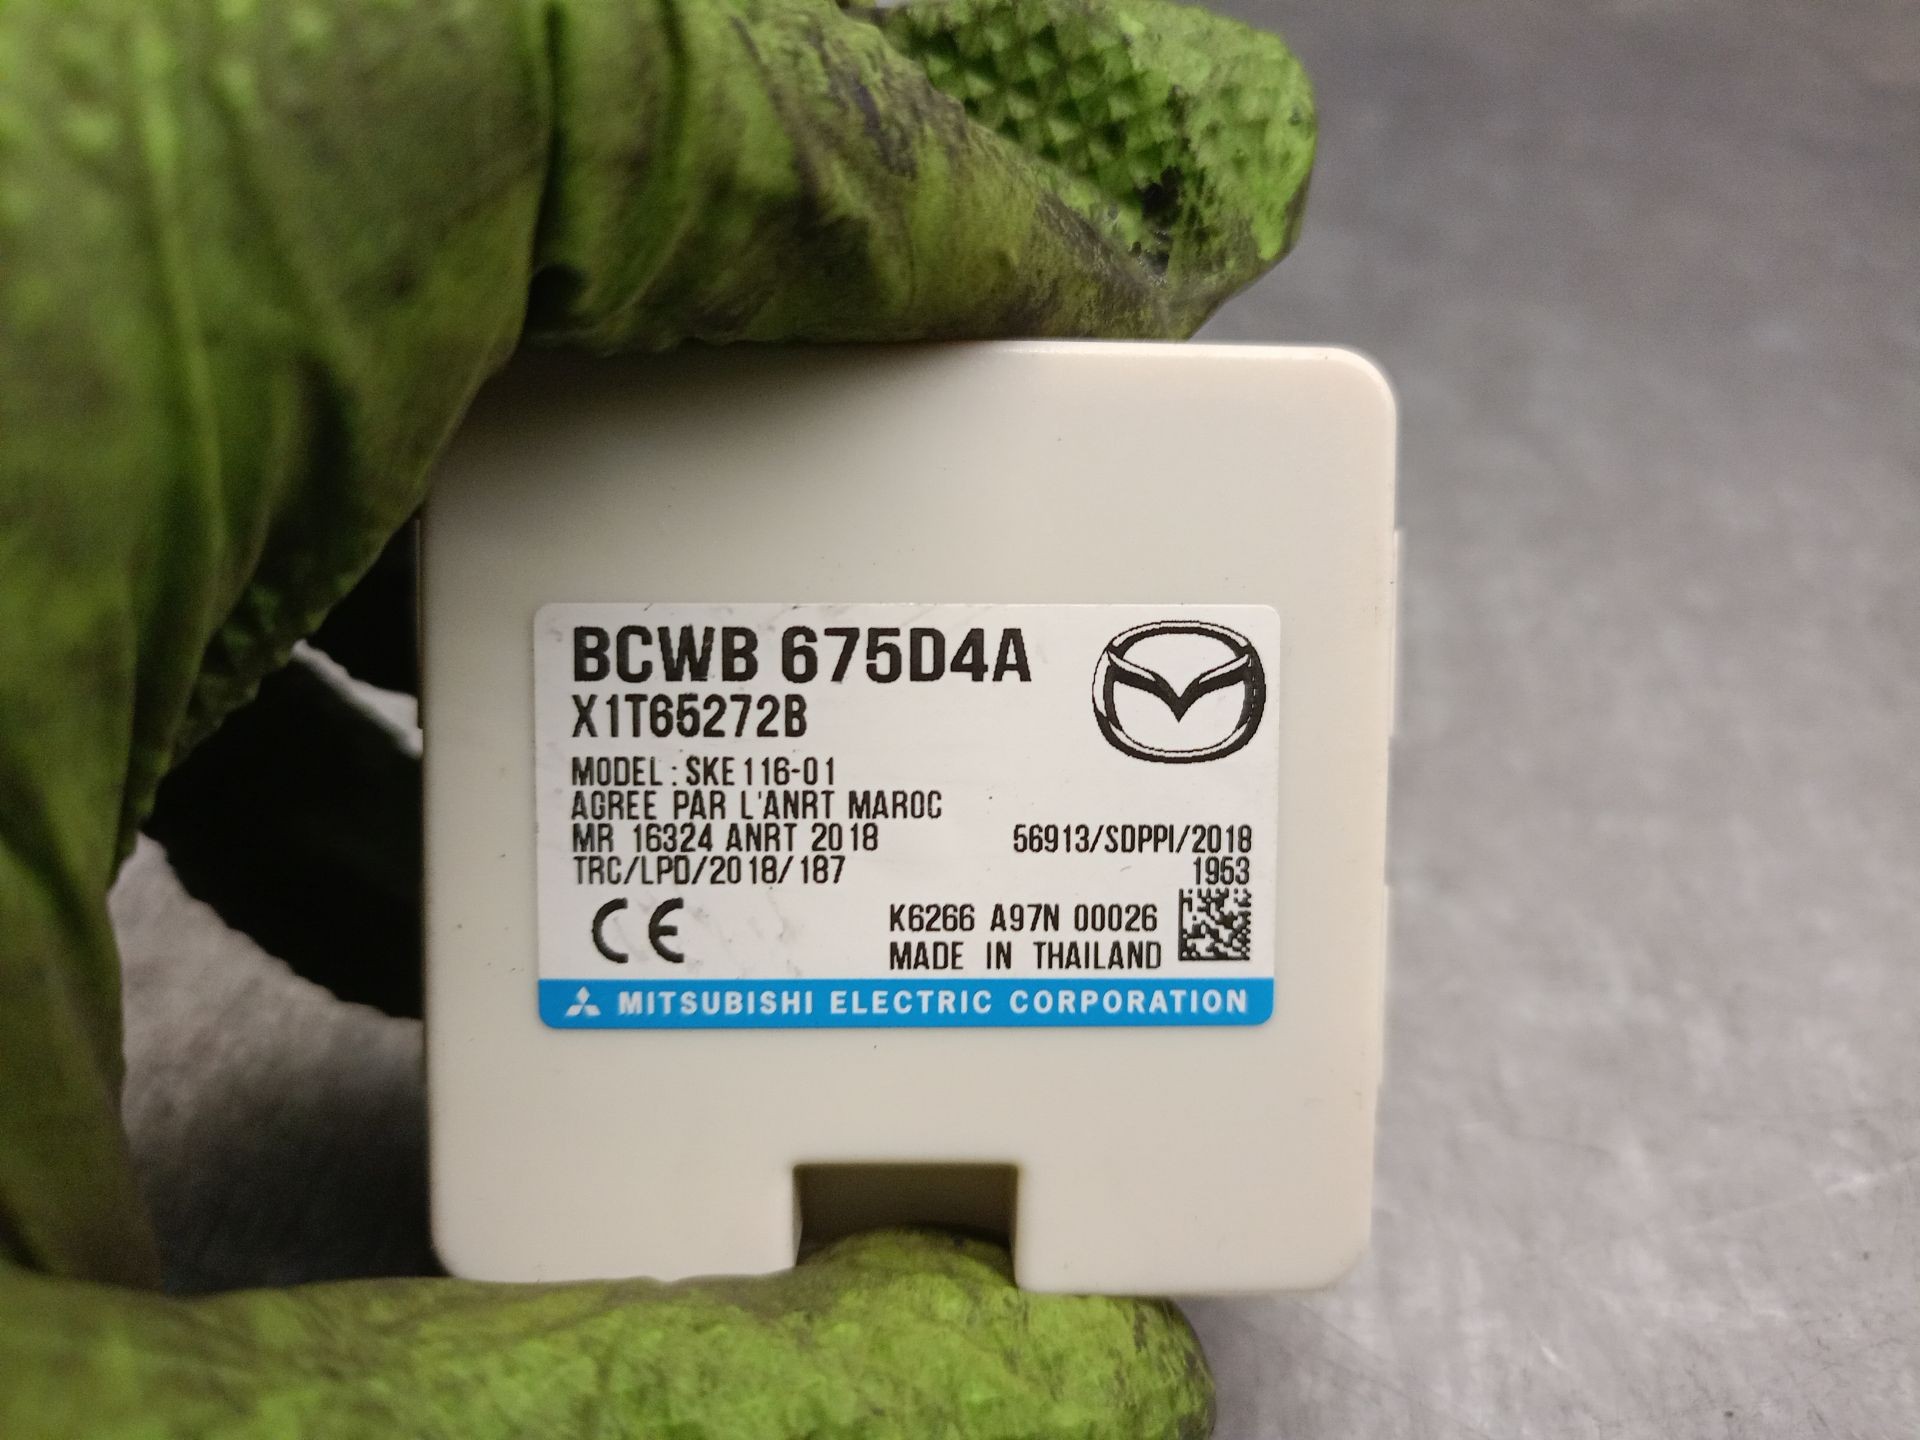 BCWB 675D4A
X1T65272B
MODEL : SKE116-01
AGREE PAR L'ANRT MAROC
MR 16324 ANRT 2018 56913/SDPPI/2018
TRC/LPD/2018/187 1953
CE K6266 A97N 00026
MADE IN THAILAND
MITSUBISHI ELECTRIC CORPORATION